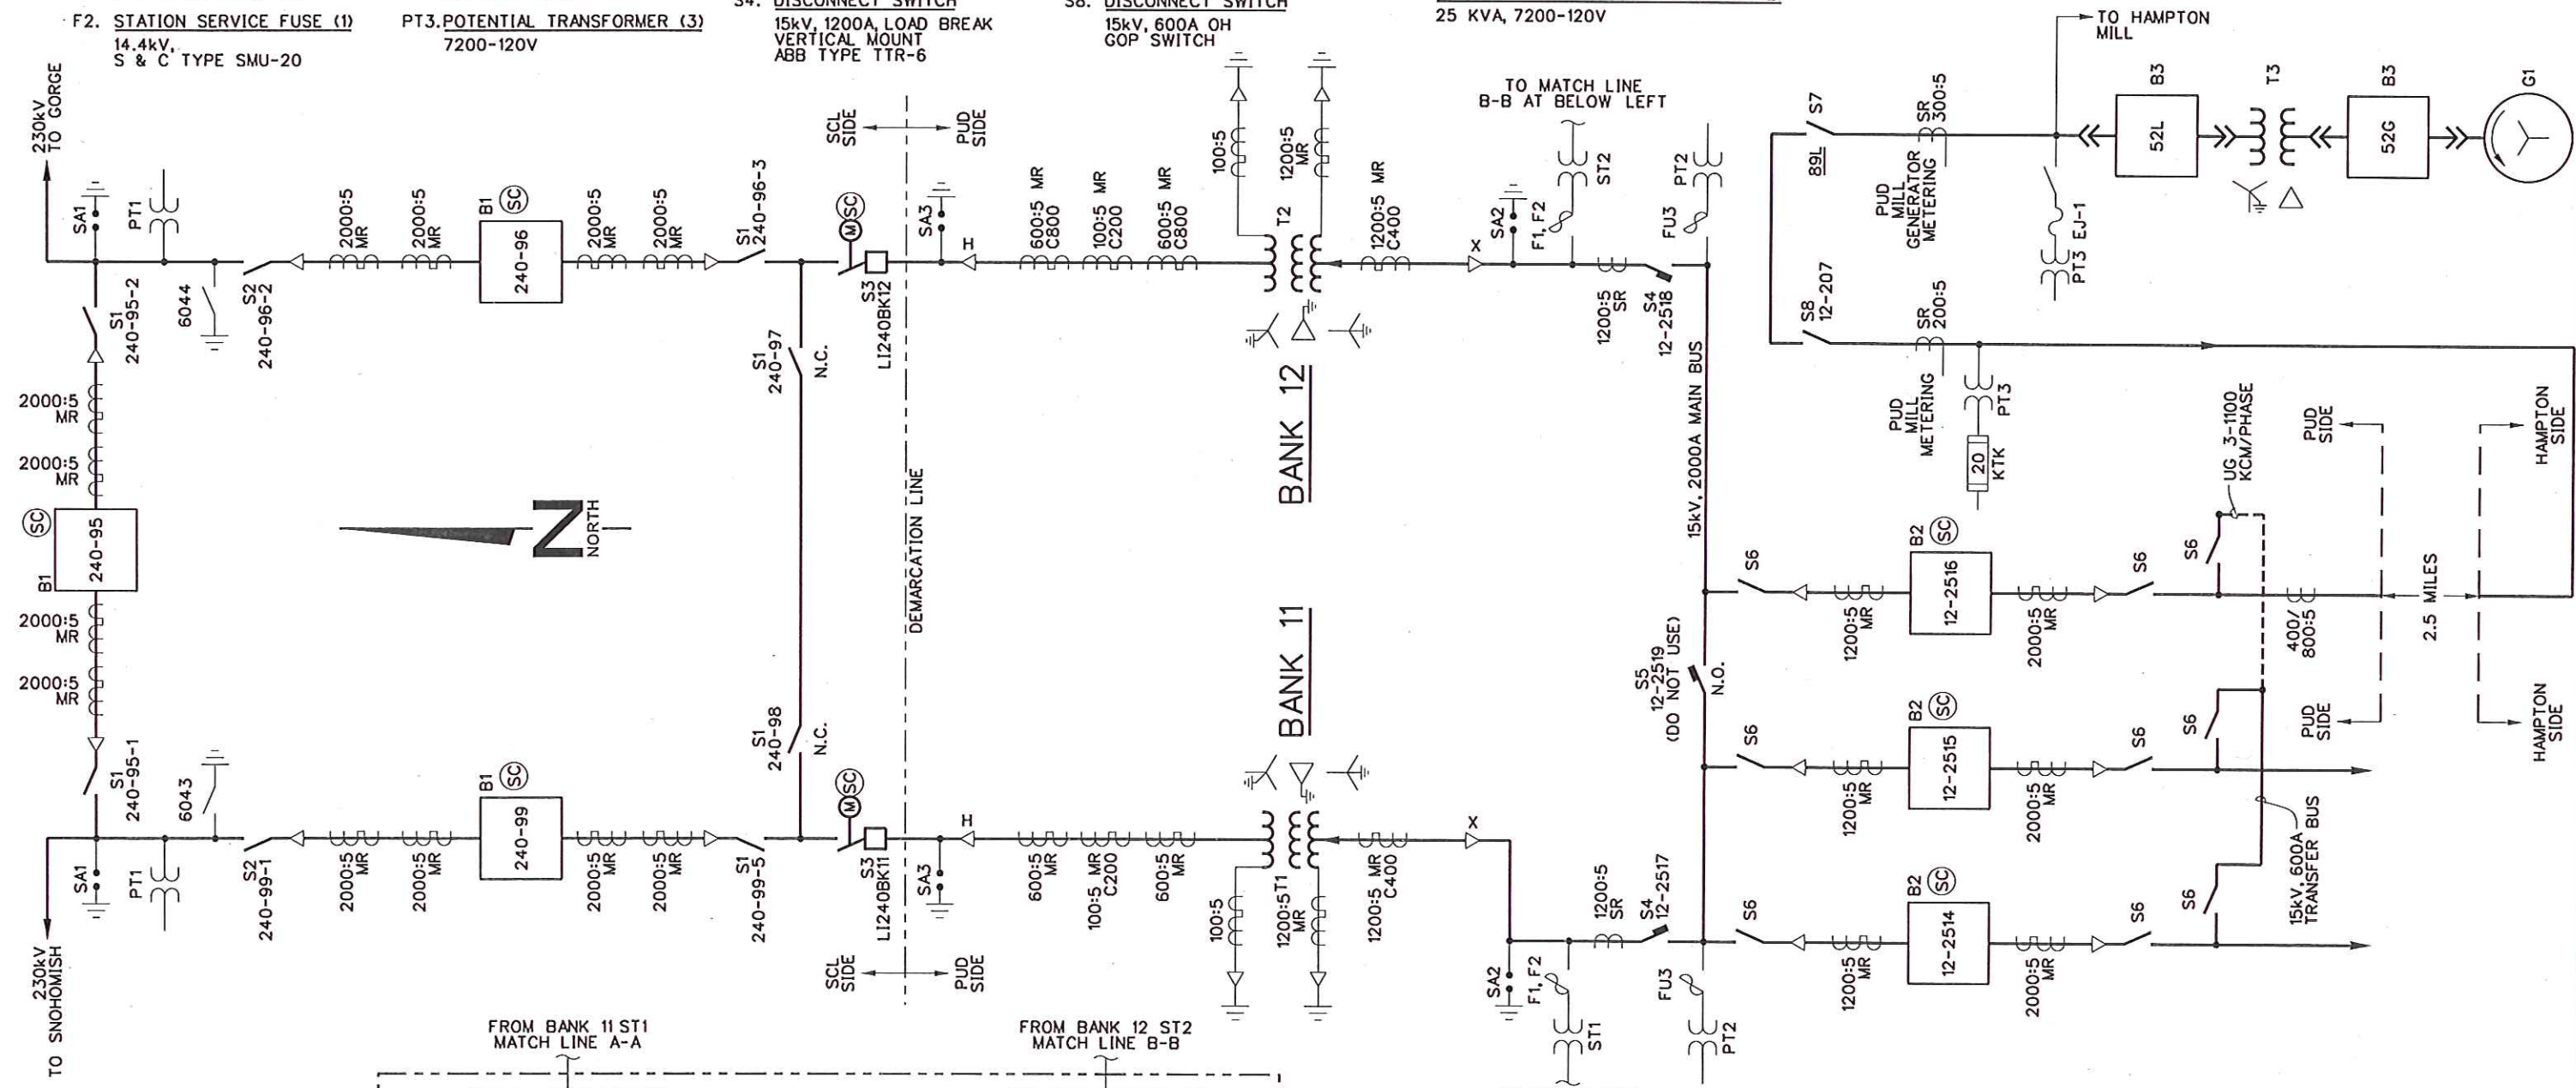 F2. STATION SERVICE FUSE (1)
14.4kV,
S & C TYPE SMU-20
PT3. POTENTIAL TRANSFORMER (3)
7200-120V
S4. DISCONNECT SWITCH
15kV, 1200A, LOAD BREAK
VERTICAL MOUNT
ABB TYPE TTR-6
S8. DISCONNECT SWITCH
15kV, 600A OH
GOP SWITCH
25 KVA, 7200-120V
TO HAMPTON
MILL
TO MATCH LINE
B-B AT BELOW LEFT
230kV
TO GORGE
SA1
PT1
6044
S2
240-96-2
2000:5
MR
2000:5
MR
B1
SC
240-96
2000:5
MR
2000:5
MR
S1
240-96-3
SCL
SIDE
PUD
SIDE
M
SC
S3
LI240BK12
SA3
H
600:5 MR
C800
100:5 MR
C200
600:5 MR
C800
100:5
1200:5
MR
T2
1200:5 MR
C400
X
SA2
F1, F2
ST2
1200:5
SR
S4
12-2518
FU3
PT2
S7
89L
SR
300:5
PUD
MILL
GENERATOR
METERING
PT3 EJ-1
B3
52L
T3
B3
52G
G1
S8
12-207
SR
200:5
PUD
MILL
METERING
PT3
20
KTK
S1
240-95-2
2000:5
MR
2000:5
MR
SC
B1
240-95
2000:5
MR
2000:5
MR
S1
240-95-1
NORTH
S1
240-97
N.C.
S1
240-98
N.C.
DEMARCATION LINE
BANK 12
BANK 11
15kV, 2000A MAIN BUS
S5
12-2519
(DO NOT USE)
N.O.
S6
1200:5
MR
B2
SC
12-2516
2000:5
MR
S6
S6
UG 3-1100
KCM/PHASE
400/
800:5
PUD
SIDE
HAMPTON
SIDE
2.5 MILES
PUD
SIDE
HAMPTON
SIDE
S6
1200:5
MR
B2
SC
12-2515
2000:5
MR
S6
S6
15kV, 600A
TRANSFER BUS
S6
1200:5
MR
B2
SC
12-2514
2000:5
MR
S6
S6
230kV
TO SNOHOMISH
SA1
PT1
6043
S2
240-99-1
2000:5
MR
2000:5
MR
B1
SC
240-99
2000:5
MR
2000:5
MR
S1
240-99-5
SCL
SIDE
PUD
SIDE
M
SC
S3
LI240BK11
SA3
H
600:5
MR
100:5 MR
C200
600:5
MR
100:5
1200:5
MR
T1
1200:5 MR
C400
X
SA2
F1, F2
ST1
1200:5
SR
S4
12-2517
FU3
PT2
FROM BANK 11 ST1
MATCH LINE A-A
FROM BANK 12 ST2
MATCH LINE B-B